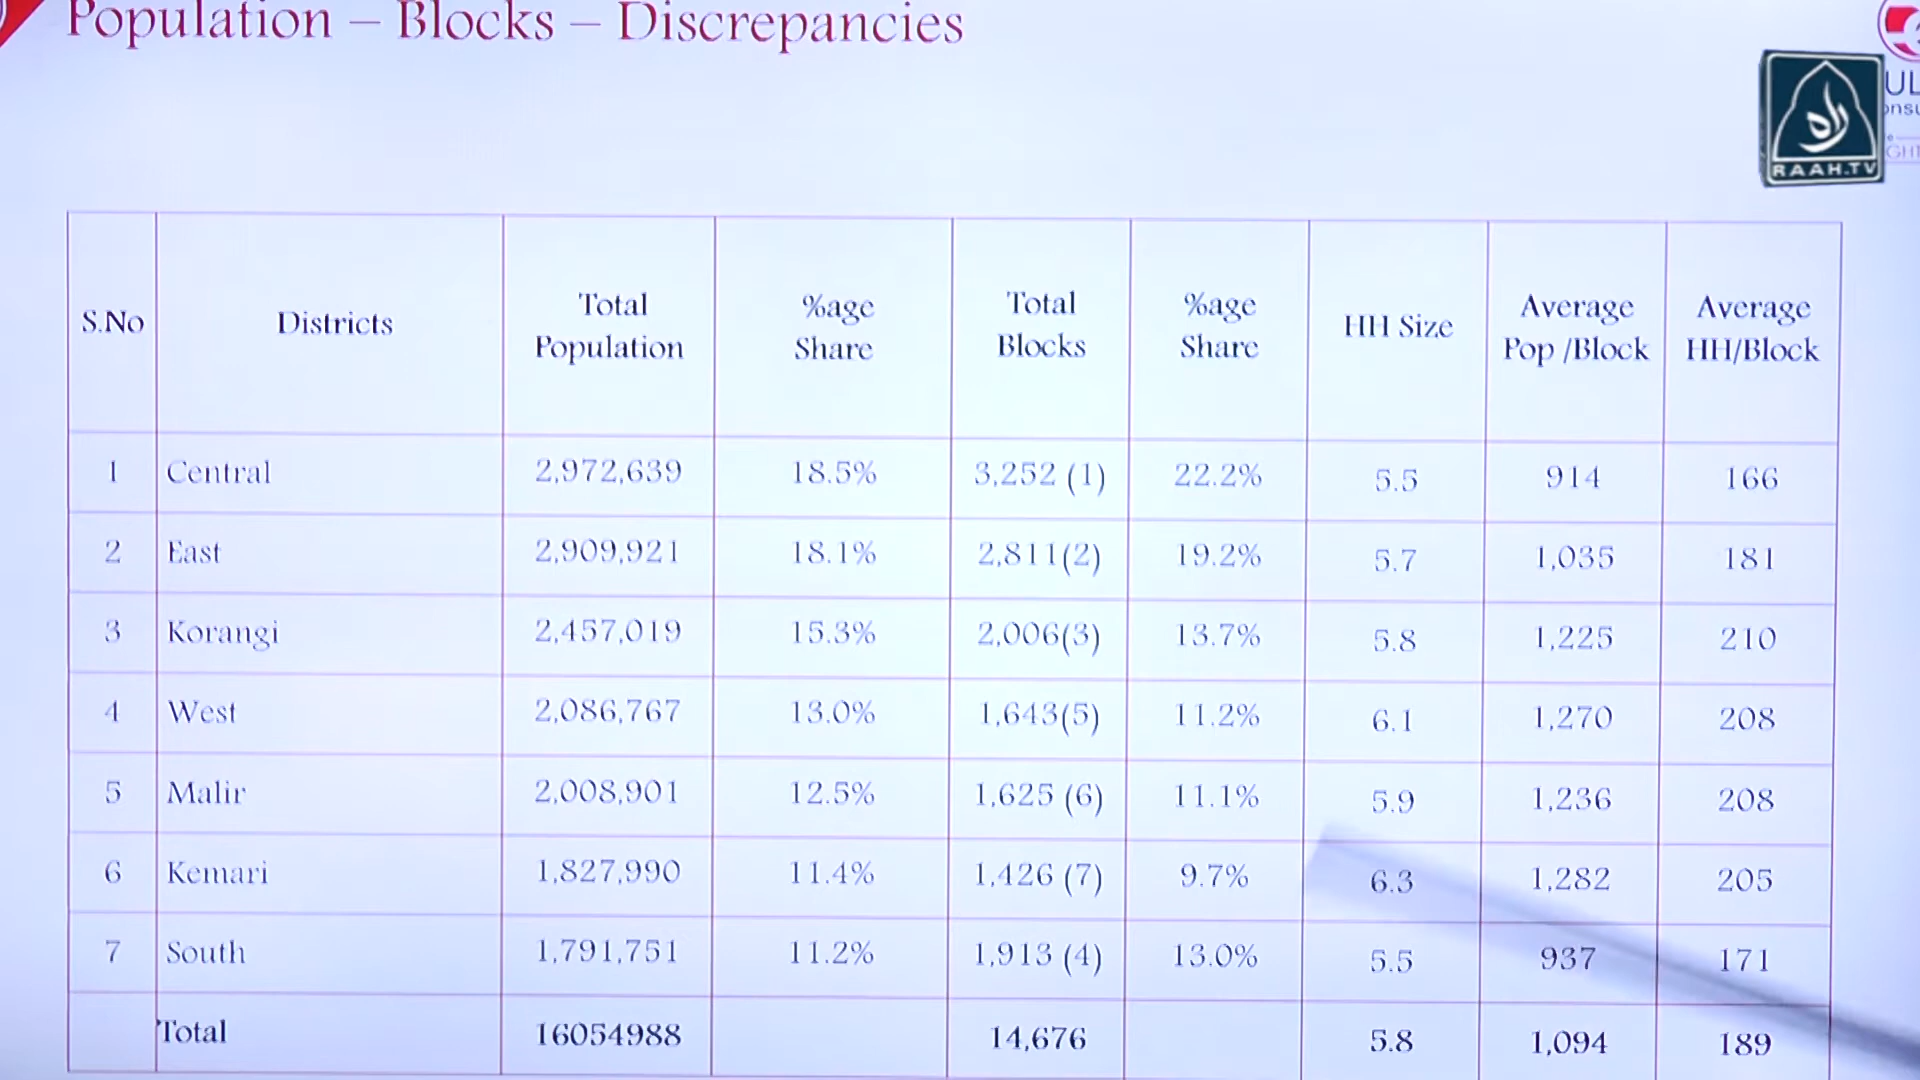 Population – Blocks – Discrepancies
RAAH.TV
S.No Districts Total Population %age Share Total Blocks %age Share HH Size Average Pop /Block Average HH/Block
1 Central 2,972,639 18.5% 3,252 (1) 22.2% 5.5 914 166
2 East 2,909,921 18.1% 2,811(2) 19.2% 5.7 1,035 181
3 Korangi 2,457,019 15.3% 2,006(3) 13.7% 5.8 1,225 210
4 West 2,086,767 13.0% 1,643(5) 11.2% 6.1 1,270 208
5 Malir 2,008,901 12.5% 1,625 (6) 11.1% 5.9 1,236 208
6 Kemari 1,827,990 11.4% 1,426 (7) 9.7% 6.3 1,282 205
7 South 1,791,751 11.2% 1,913 (4) 13.0% 5.5 937 171
Total 16054988 14,676 5.8 1,094 189